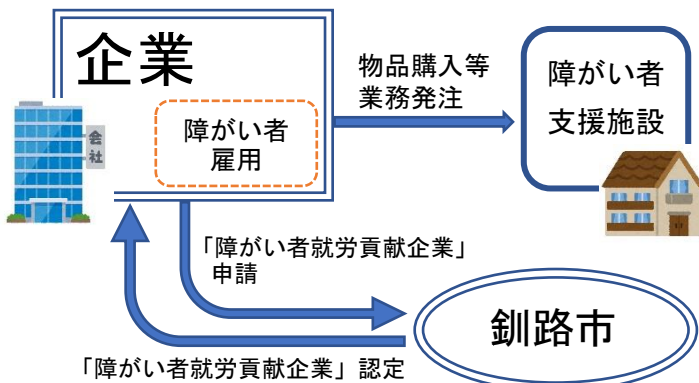 企業
会社
障がい者
雇用
物品購入等
業務発注
障がい者
支援施設
「障がい者就労貢献企業」
申請
釧路市
「障がい者就労貢献企業」認定